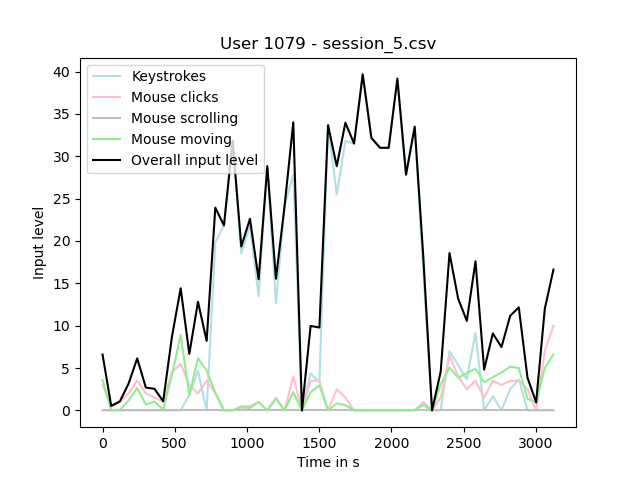 User 1079 - session_5.csv
Keystrokes
Mouse clicks
Mouse scrolling
Mouse moving
Overall input level
40
35
30
25
20
15
10
5
0
Input level
0 500 1000 1500 2000 2500 3000
Time in s